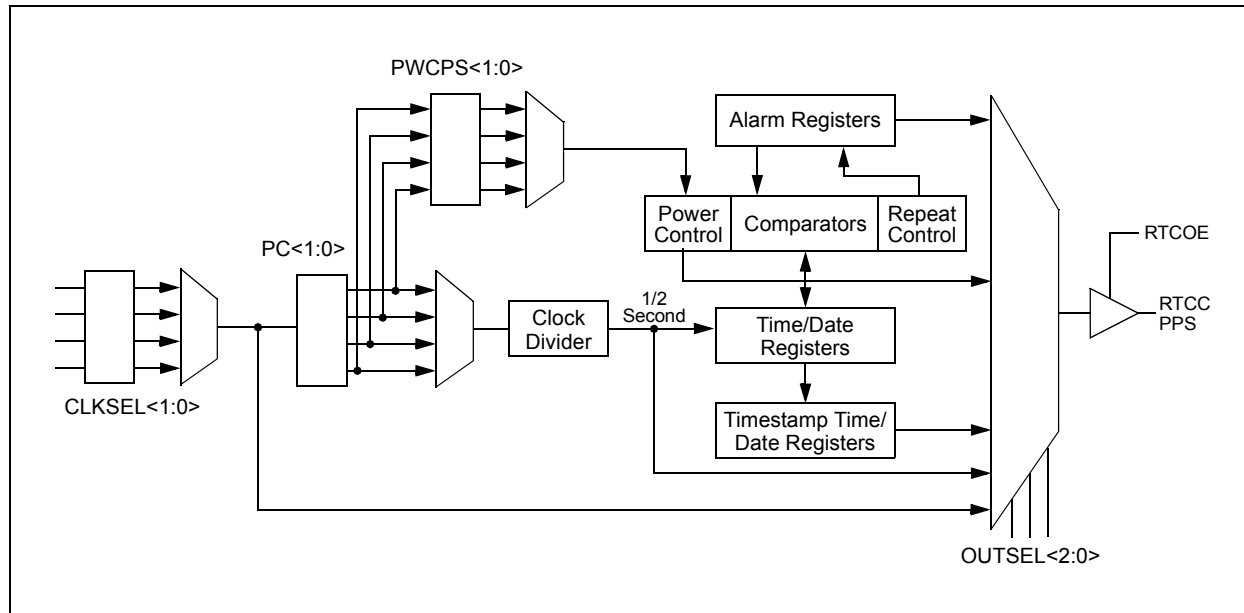 PWCPS<1:0>
Alarm Registers
Power
Control
Comparators
Repeat
Control
PC<1:0>
RTCOE
1/2
Second
Clock
Divider
Time/Date
Registers
RTCC
PPS
CLKSEL<1:0>
Timestamp Time/
Date Registers
OUTSEL<2:0>